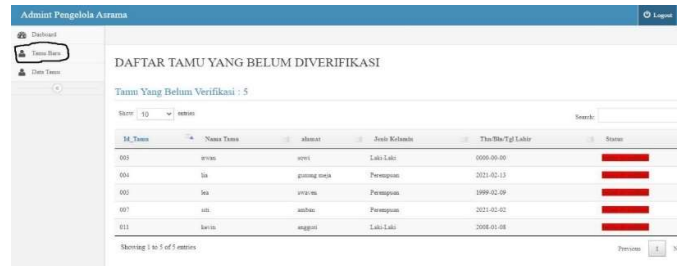 Admint Pengelola Asrama
Logout
Dashboard
Tamu Baru
Data Tamu
DAFTAR TAMU YANG BELUM DIVERIFIKASI
Tamu Yang Belum Verifikasi : 5
Show 10 entries
Search:
Id_Tamu Nama Tamu alamat Jenis Kelamin Thn/Bln/Tgl Lahir Status
003 irwan sowi Laki-Laki 0000-00-00
004 lia gunung meja Perempuan 2021-02-13
005 lea Perempuan 1999-02-09
007 siti amban Perempuan 2021-02-02
011 kevin anggori Laki-Laki 2008-01-08
Showing 1 to 5 of 5 entries
Previous 1